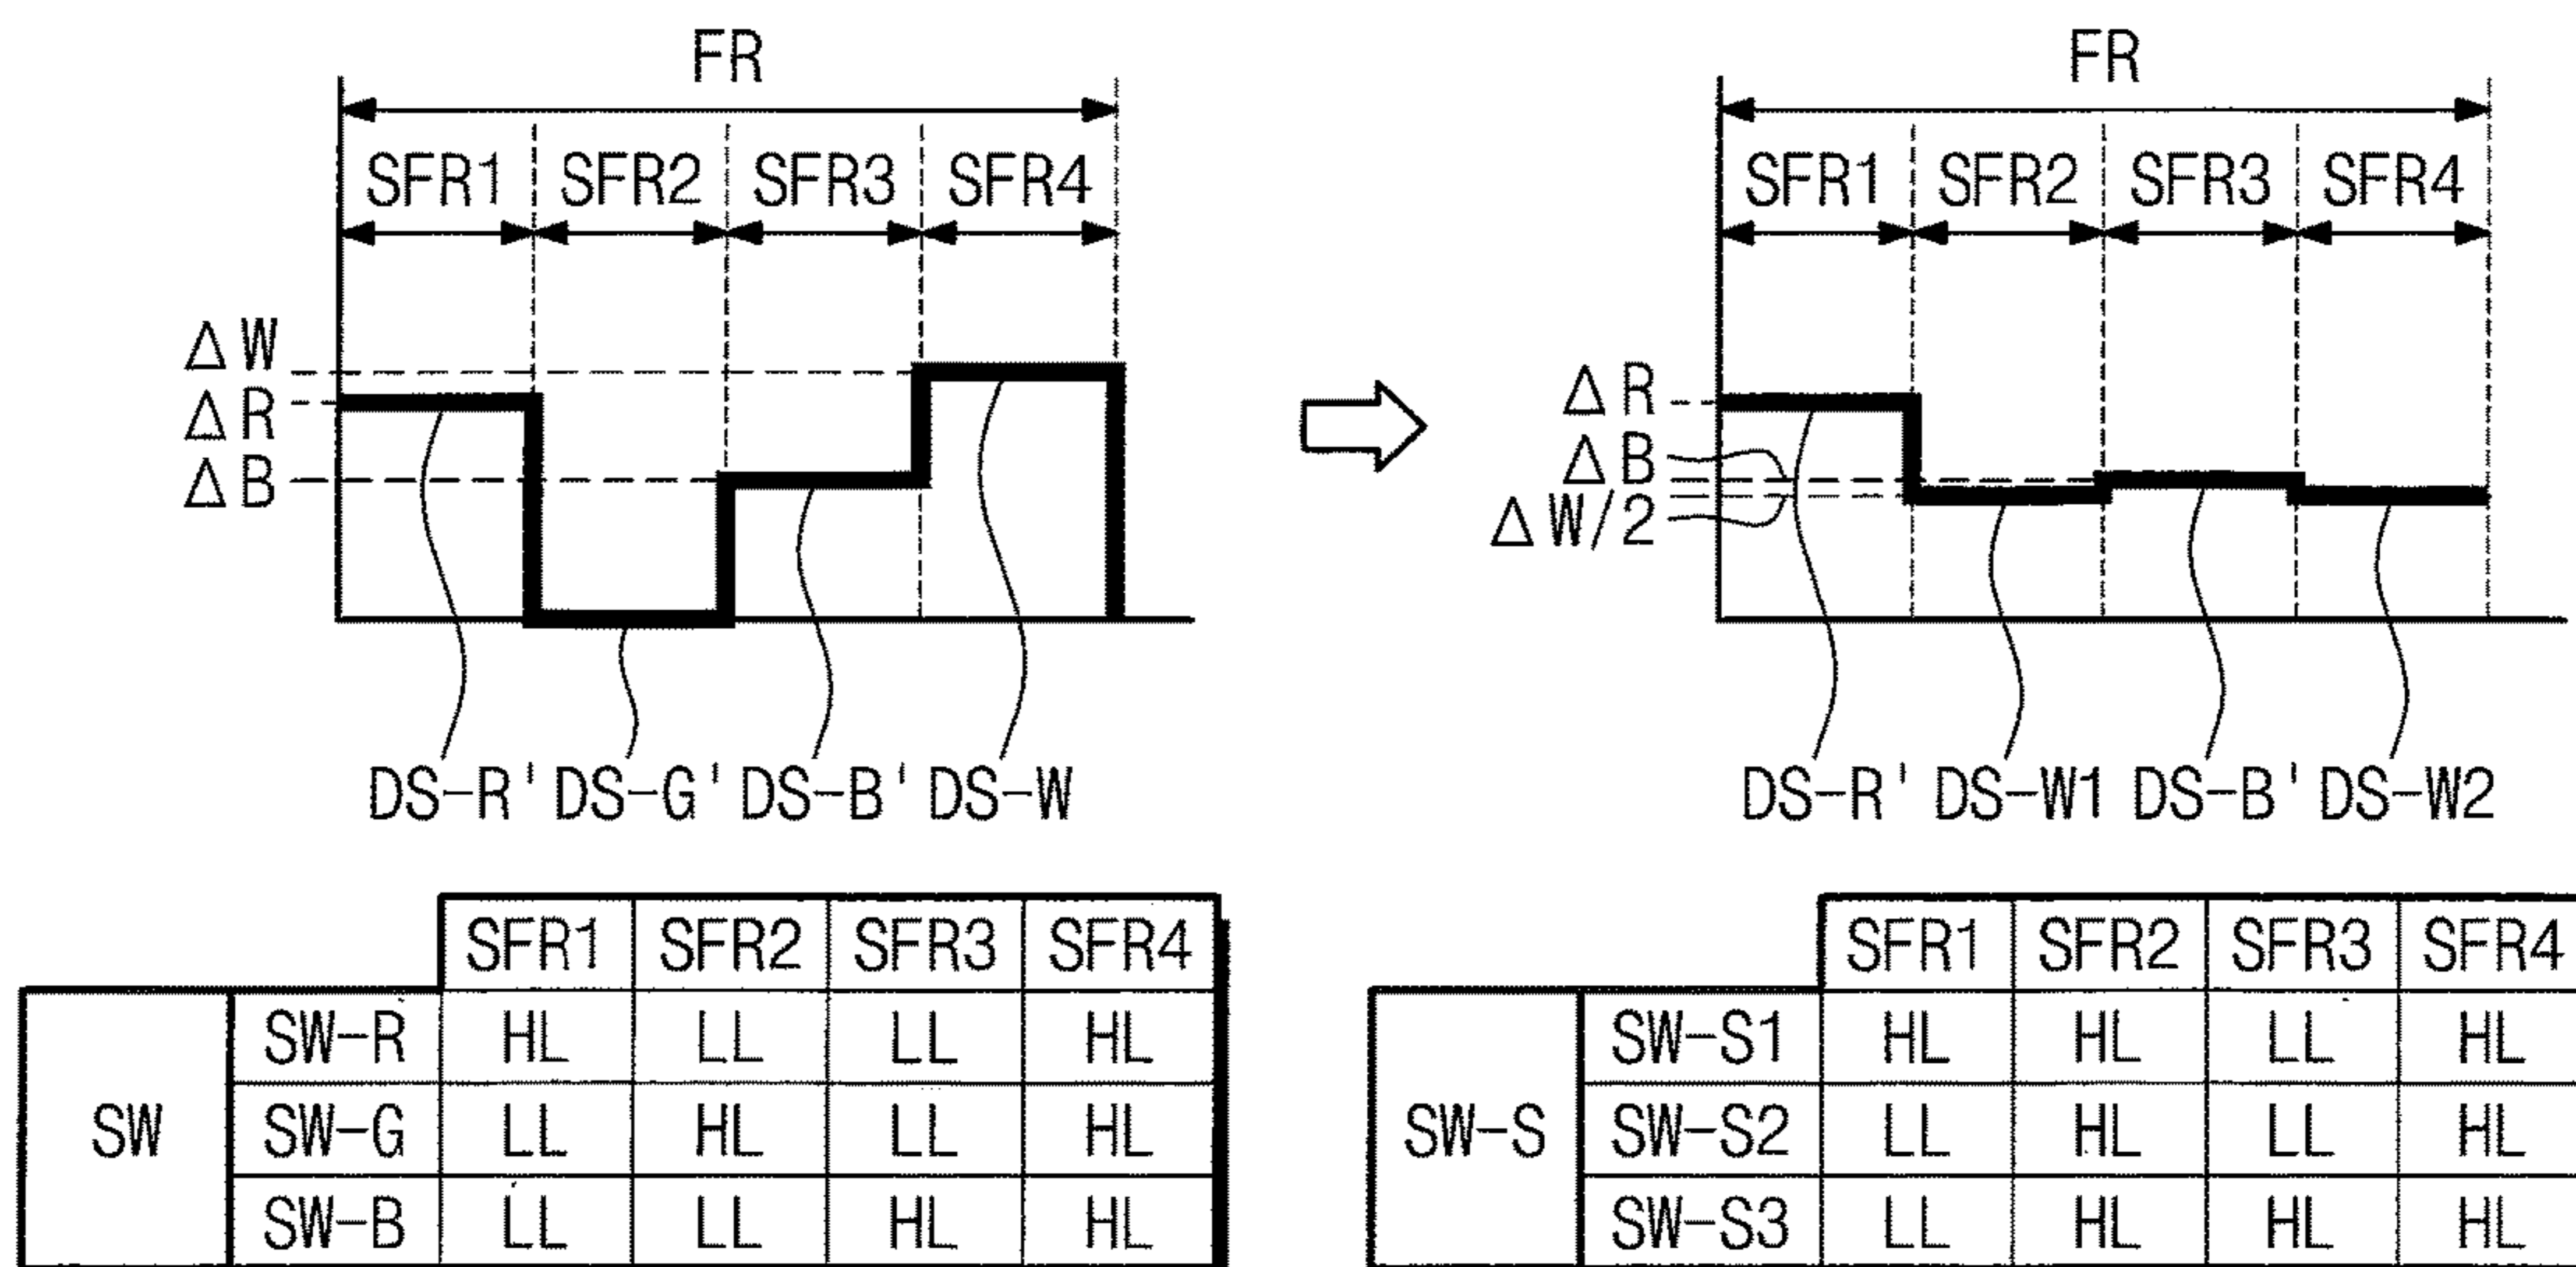 FR
SFR1 SFR2 SFR3 SFR4
ΔW
ΔR
ΔB
DS-R' DS-G' DS-B' DS-W
FR
SFR1 SFR2 SFR3 SFR4
ΔR
ΔB
ΔW/2
DS-R' DS-W1 DS-B' DS-W2
SFR1 SFR2 SFR3 SFR4
SW
SW-R HL LL LL HL
SW-G LL HL LL HL
SW-B LL LL HL HL
SFR1 SFR2 SFR3 SFR4
SW-S
SW-S1 HL HL LL HL
SW-S2 LL HL LL HL
SW-S3 LL HL HL HL